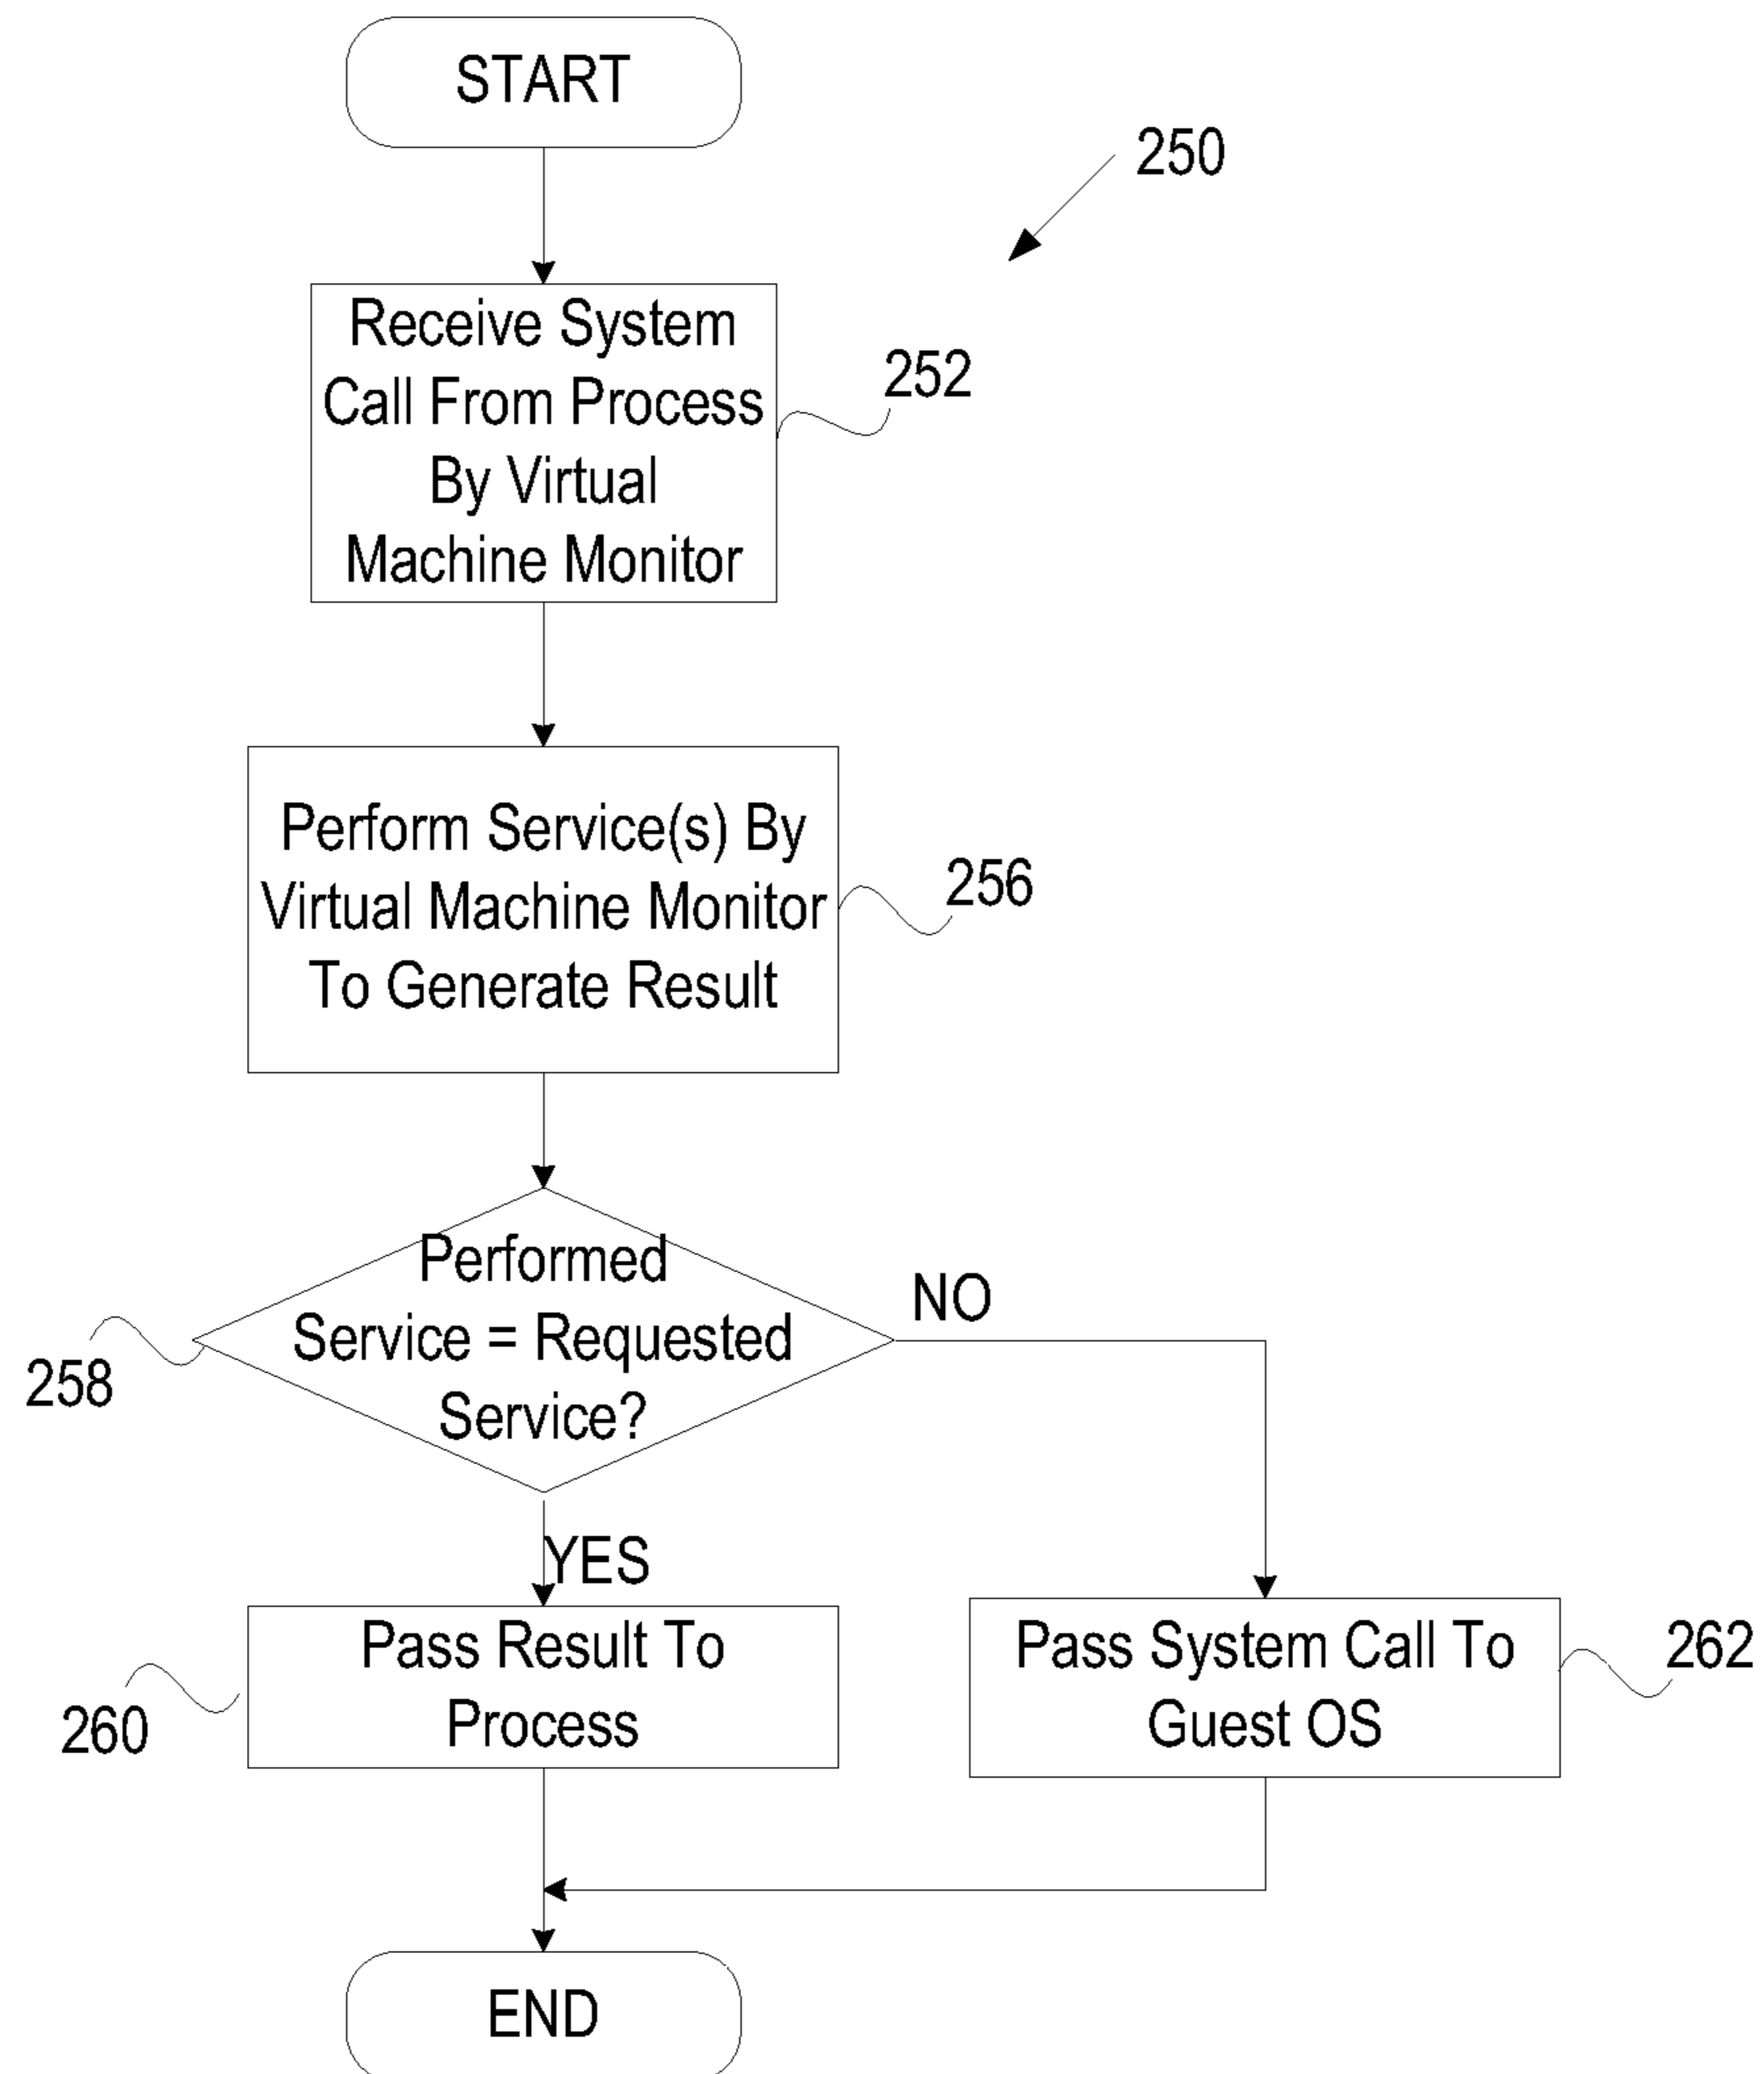 START
250
Receive System
Call From Process
By Virtual
Machine Monitor
252
Perform Service(s) By
Virtual Machine Monitor
To Generate Result
256
Performed
Service = Requested
Service?
258
NO
YES
Pass Result To
Process
260
Pass System Call To
Guest OS
262
END